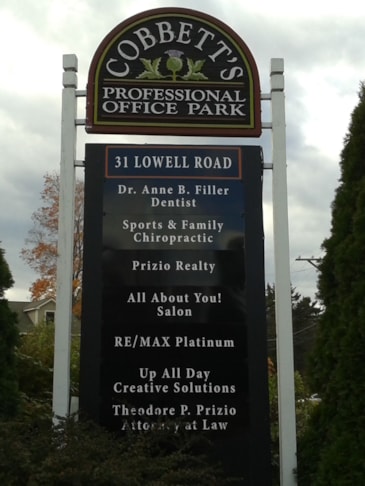 COBBETT'S
PROFESSIONAL
OFFICE PARK
31 LOWELL ROAD
Dr. Anne B. Filler
Dentist
Sports & Family
Chiropractic
Prizio Realty
All About You!
Salon
RE/MAX Platinum
Up All Day
Creative Solutions
Theodore P. Prizio
Attorney at Law